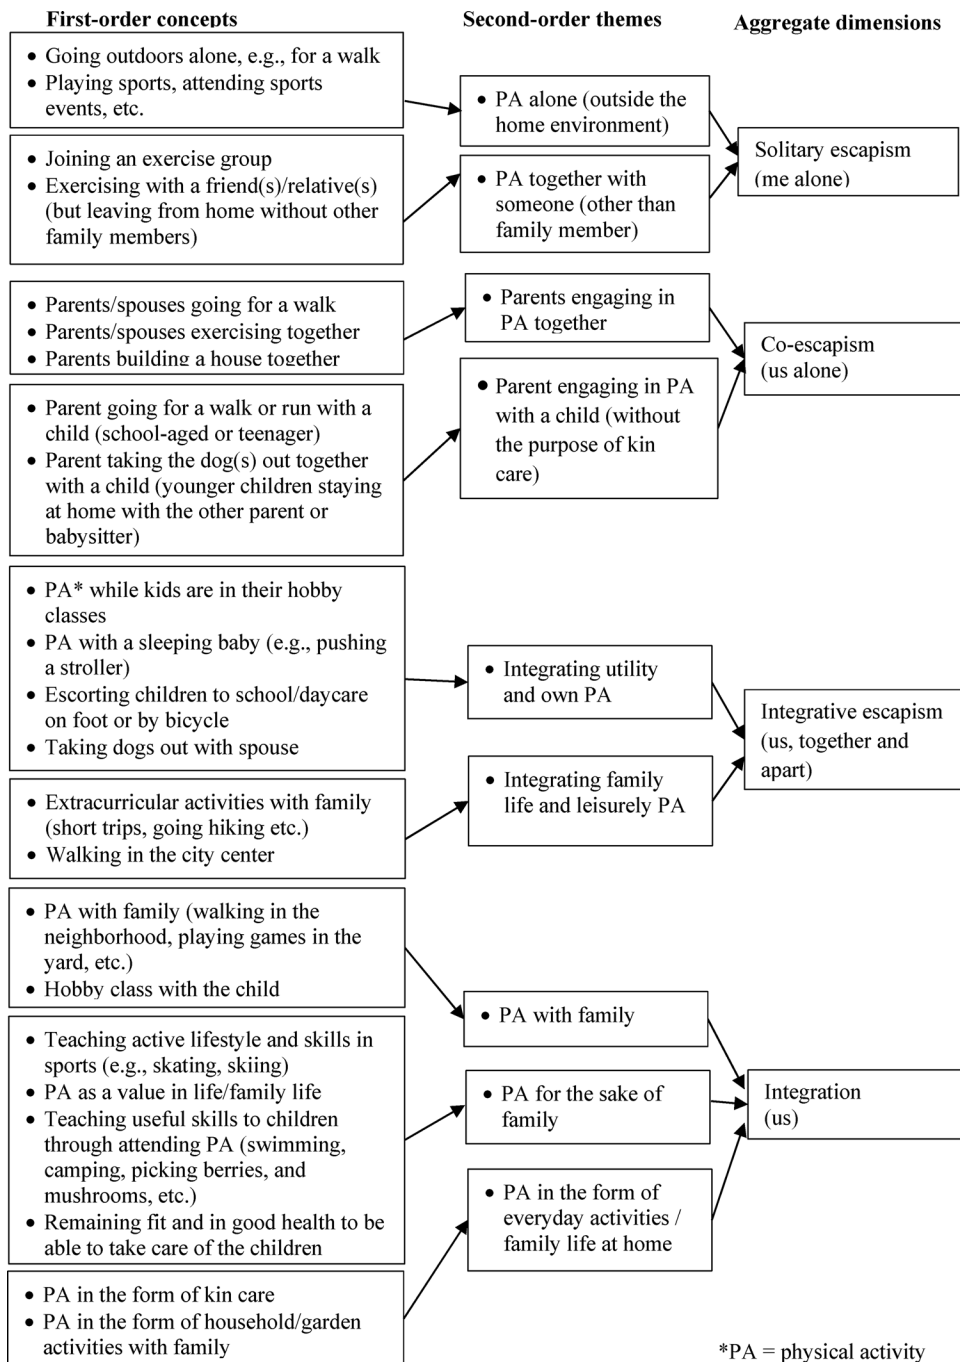 First-order concepts
Second-order themes
Aggregate dimensions
• Going outdoors alone, e.g., for a walk
• Playing sports, attending sports
events, etc.
• Joining an exercise group
• Exercising with a friend(s)/relative(s)
(but leaving from home without other
family members)
• PA alone (outside the
home environment)
• PA together with
someone (other than
family member)
Solitary escapism
(me alone)
• Parents/spouses going for a walk
• Parents/spouses exercising together
• Parents building a house together
• Parent going for a walk or run with a
child (school-aged or teenager)
• Parent taking the dog(s) out together
with a child (younger children staying
at home with the other parent or
babysitter)
• Parents engaging in
PA together
• Parent engaging in PA
with a child (without
the purpose of kin
care)
Co-escapism
(us alone)
• PA* while kids are in their hobby
classes
• PA with a sleeping baby (e.g., pushing
a stroller)
• Escorting children to school/daycare
on foot or by bicycle
• Taking dogs out with spouse
• Extracurricular activities with family
(short trips, going hiking etc.)
• Walking in the city center
• Integrating utility
and own PA
• Integrating family
life and leisurely PA
Integrative escapism
(us, together and
apart)
• PA with family (walking in the
neighborhood, playing games in the
yard, etc.)
• Hobby class with the child
• Teaching active lifestyle and skills in
sports (e.g., skating, skiing)
• PA as a value in life/family life
• Teaching useful skills to children
through attending PA (swimming,
camping, picking berries, and
mushrooms, etc.)
• Remaining fit and in good health to be
able to take care of the children
• PA in the form of kin care
• PA in the form of household/garden
activities with family
• PA with family
• PA for the sake of
family
• PA in the form of
everyday activities /
family life at home
Integration
(us)
*PA = physical activity